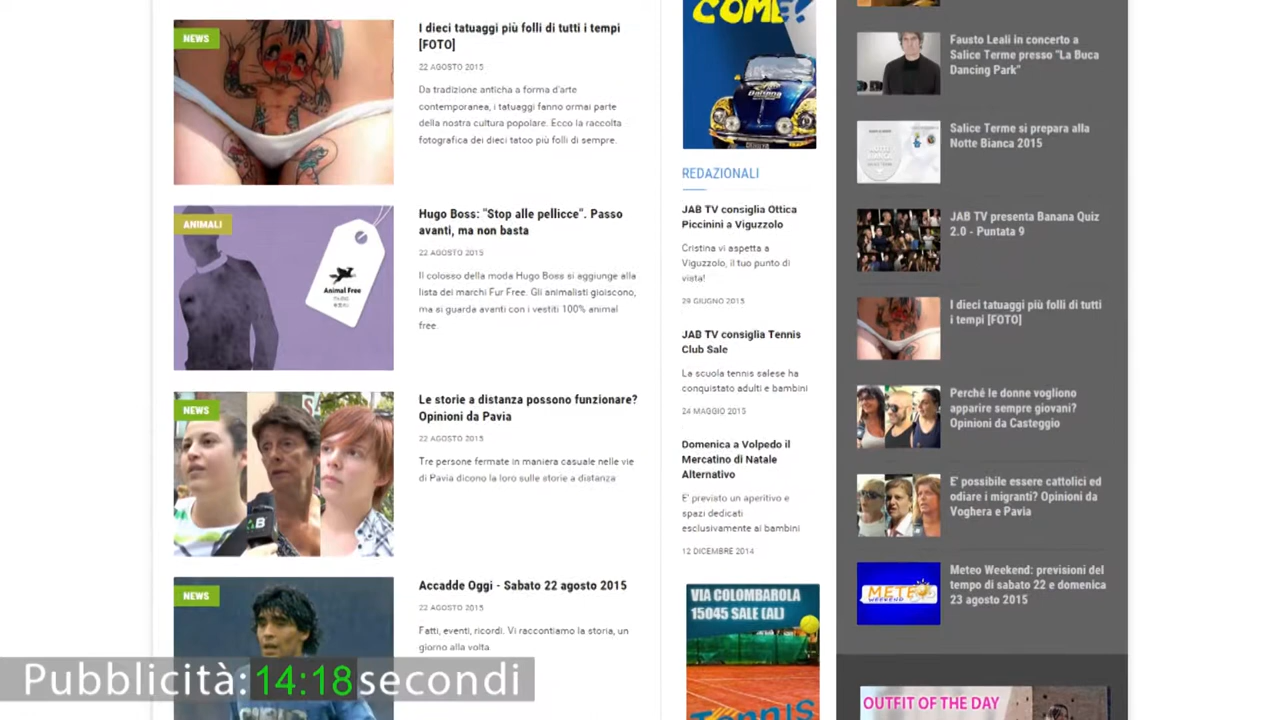 NEWS
I dieci tatuaggi più folli di tutti i tempi
[FOTO]
22 AGOSTO 2015
Da tradizione antica a forma d'arte
contemporanea, i tatuaggi fanno ormai parte
della nostra cultura popolare. Ecco la raccolta
fotografica dei dieci tatoo più folli di sempre.
ANIMALI
Animal Free
Hugo Boss: "Stop alle pellicce". Passo
avanti, ma non basta
22 AGOSTO 2015
Il colosso della moda Hugo Boss si aggiunge alla
lista dei marchi Fur Free. Gli animalisti gioiscono,
ma si guarda avanti con i vestiti 100% animal
free.
NEWS
Le storie a distanza possono funzionare?
Opinioni da Pavia
22 AGOSTO 2015
Tre persone fermate in maniera casuale nelle vie
di Pavia dicono la loro sulle storie a distanza
NEWS
Accadde Oggi - Sabato 22 agosto 2015
22 AGOSTO 2015
Fatti, eventi, ricordi. Vi raccontiamo la storia, un
giorno alla volta.
Pubblicità: 14:18 secondi
COME?
REDAZIONALI
JAB TV consiglia Ottica
Piccinini a Viguzzolo
Cristina vi aspetta a
Viguzzolo, il tuo punto di
vista!
29 GIUGNO 2015
JAB TV consiglia Tennis
Club Sale
La scuola tennis salese ha
conquistato adulti e bambini
24 MAGGIO 2015
Domenica a Volpedo il
Mercatino di Natale
Alternativo
E' previsto un aperitivo e
spazi dedicati
esclusivamente ai bambini
12 DICEMBRE 2014
VIA COLOMBAROLA
15045 SALE (AL)
Tennis
Fausto Leali in concerto a
Salice Terme presso "La Buca
Dancing Park"
Salice Terme si prepara alla
Notte Bianca 2015
JAB TV presenta Banana Quiz
2.0 - Puntata 9
I dieci tatuaggi più folli di tutti
i tempi [FOTO]
Perché le donne vogliono
apparire sempre giovani?
Opinioni da Casteggio
E' possibile essere cattolici ed
odiare i migranti? Opinioni da
Voghera e Pavia
METEO
WEEKEND
Meteo Weekend: previsioni del
tempo di sabato 22 e domenica
23 agosto 2015
OUTFIT OF THE DAY